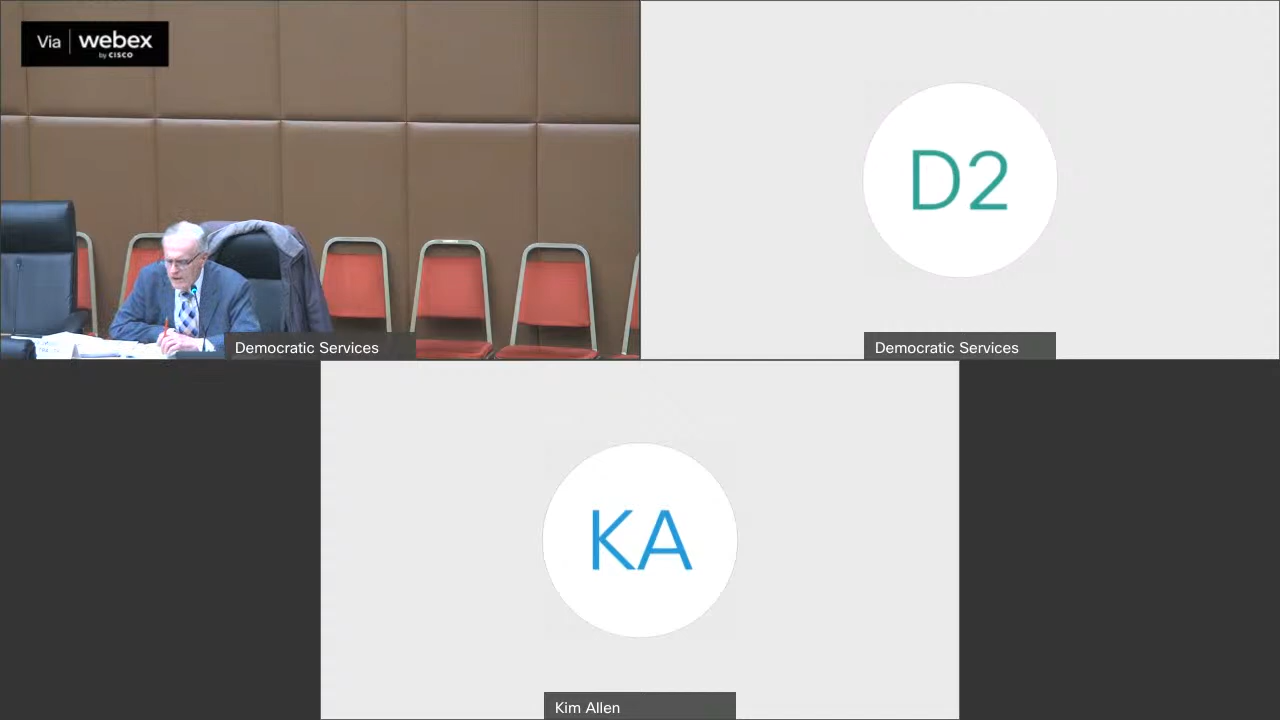 Via webex
by CISCO
D2
Democratic Services
Democratic Services
KA
Kim Allen